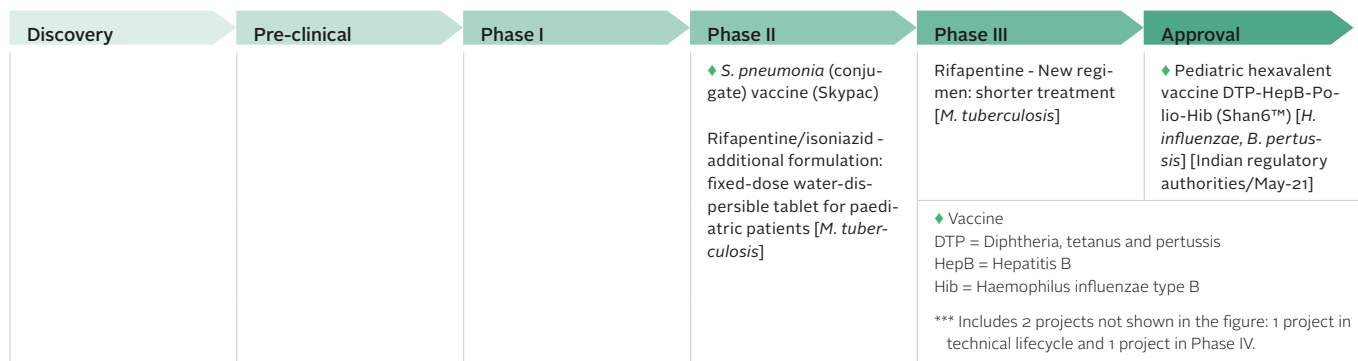 Discovery
Pre-clinical
Phase I
Phase II
Phase III
Approval
♦ S. pneumonia (conju-
gate) vaccine (Skypac)
Rifapentine/isoniazid -
additional formulation:
fixed-dose water-dis-
persible tablet for paedi-
atric patients [M. tuber-
culosis]
Rifapentine - New regi-
men: shorter treatment
[M. tuberculosis]
♦ Pediatric hexavalent
vaccine DTP-HepB-Po-
lio-Hib (Shan6™) [H.
influenzae, B. pertus-
sis] [Indian regulatory
authorities/May-21]
♦ Vaccine
DTP = Diphtheria, tetanus and pertussis
HepB = Hepatitis B
Hib = Haemophilus influenzae type B
*** Includes 2 projects not shown in the figure: 1 project in
technical lifecycle and 1 project in Phase IV.